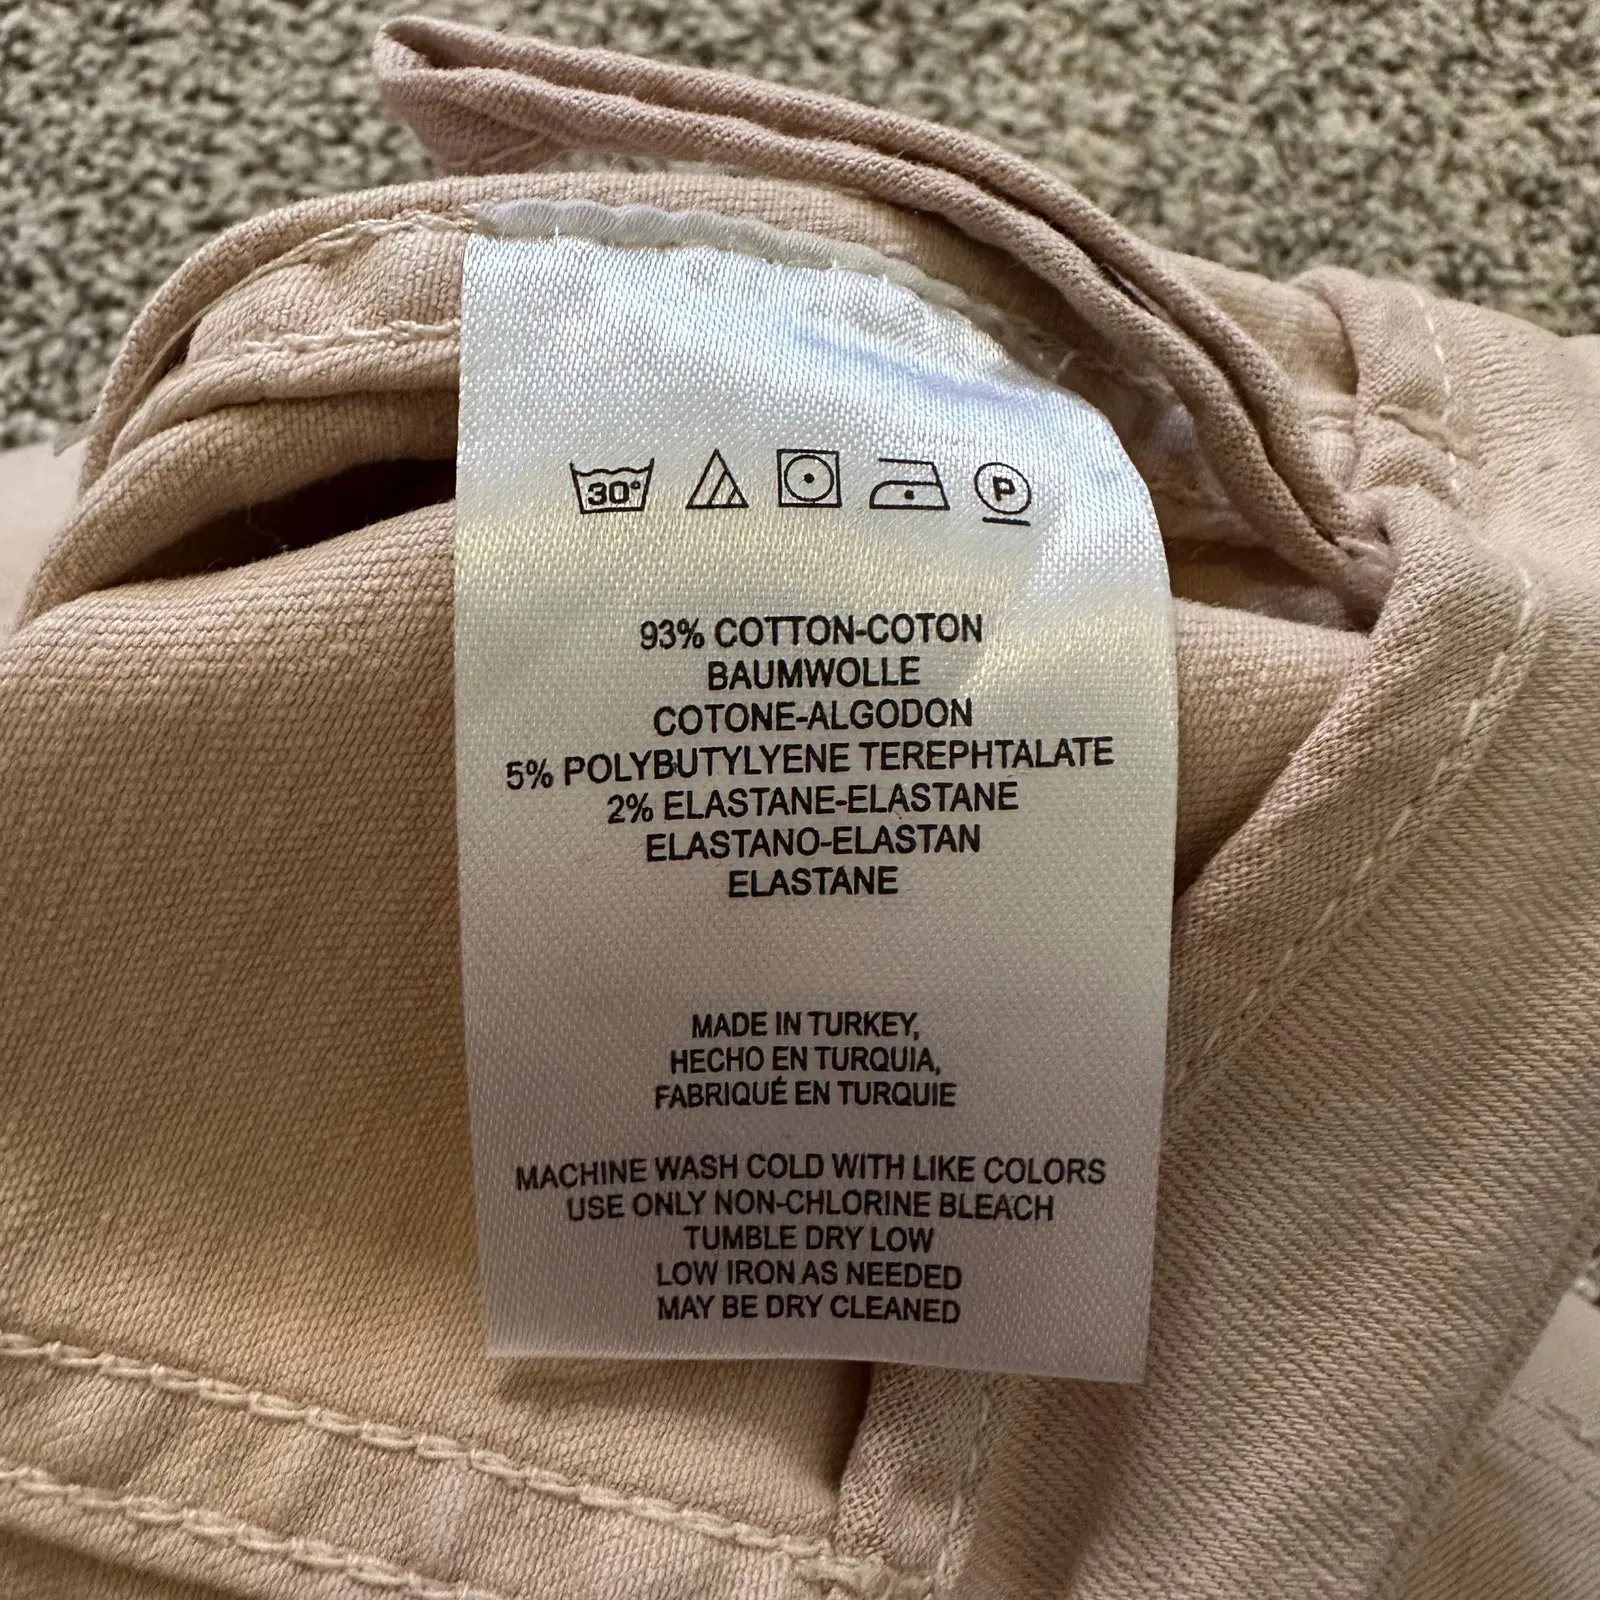 30°
P
93% COTTON-COTON
BAUMWOLLE
COTONE-ALGODON
5% POLYBUTYLYENE TEREPHTALATE
2% ELASTANE-ELASTANE
ELASTANO-ELASTAN
ELASTANE
MADE IN TURKEY,
HECHO EN TURQUIA,
FABRIQUÉ EN TURQUIE
MACHINE WASH COLD WITH LIKE COLORS
USE ONLY NON-CHLORINE BLEACH
TUMBLE DRY LOW
LOW IRON AS NEEDED
MAY BE DRY CLEANED